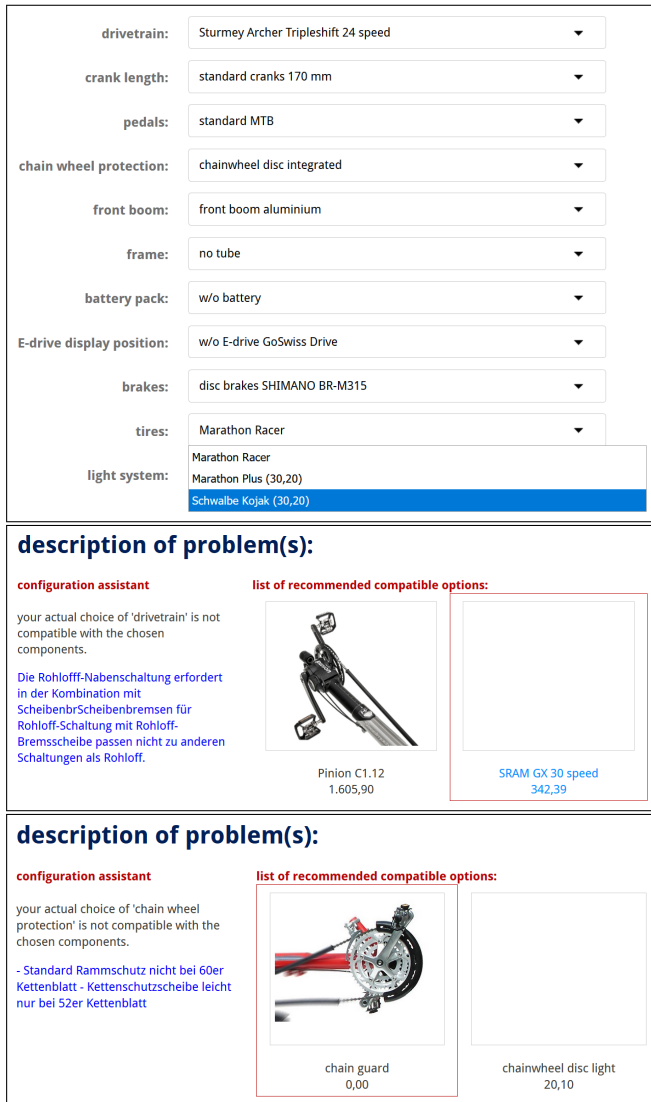 drivetrain: Sturmey Archer Tripleshift 24 speed
crank length: standard cranks 170 mm
pedals: standard MTB
chain wheel protection: chainwheel disc integrated
front boom: front boom aluminium
frame: no tube
battery pack: w/o battery
E-drive display position: w/o E-drive GoSwiss Drive
brakes: disc brakes SHIMANO BR-M315
tires: Marathon Racer
Marathon Racer
light system: Marathon Plus (30,20)
Schwalbe Kojak (30,20)
description of problem(s):
configuration assistant
your actual choice of 'drivetrain' is not
compatible with the chosen
components.
Die Rohlofff-Nabenschaltung erfordert
in der Kombination mit
ScheibenbrScheibenbremsen für
Rohloff-Schaltung mit Rohloff-
Bremsscheibe passen nicht zu anderen
Schaltungen als Rohloff.
list of recommended compatible options:
Pinion C1.12
1.605,90
SRAM GX 30 speed
342,39
description of problem(s):
configuration assistant
your actual choice of 'chain wheel
protection' is not compatible with the
chosen components.
- Standard Rammschutz nicht bei 60er
Kettenblatt - Kettenschutzscheibe leicht
nur bei 52er Kettenblatt
list of recommended compatible options:
chain guard
0,00
chainwheel disc light
20,10